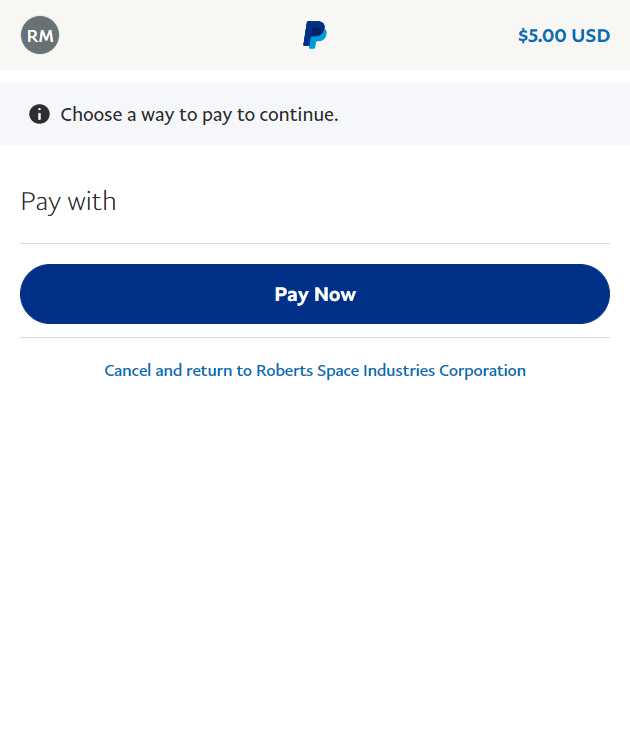 RM
$5.00 USD
Choose a way to pay to continue.
Pay with
Pay Now
Cancel and return to Roberts Space Industries Corporation